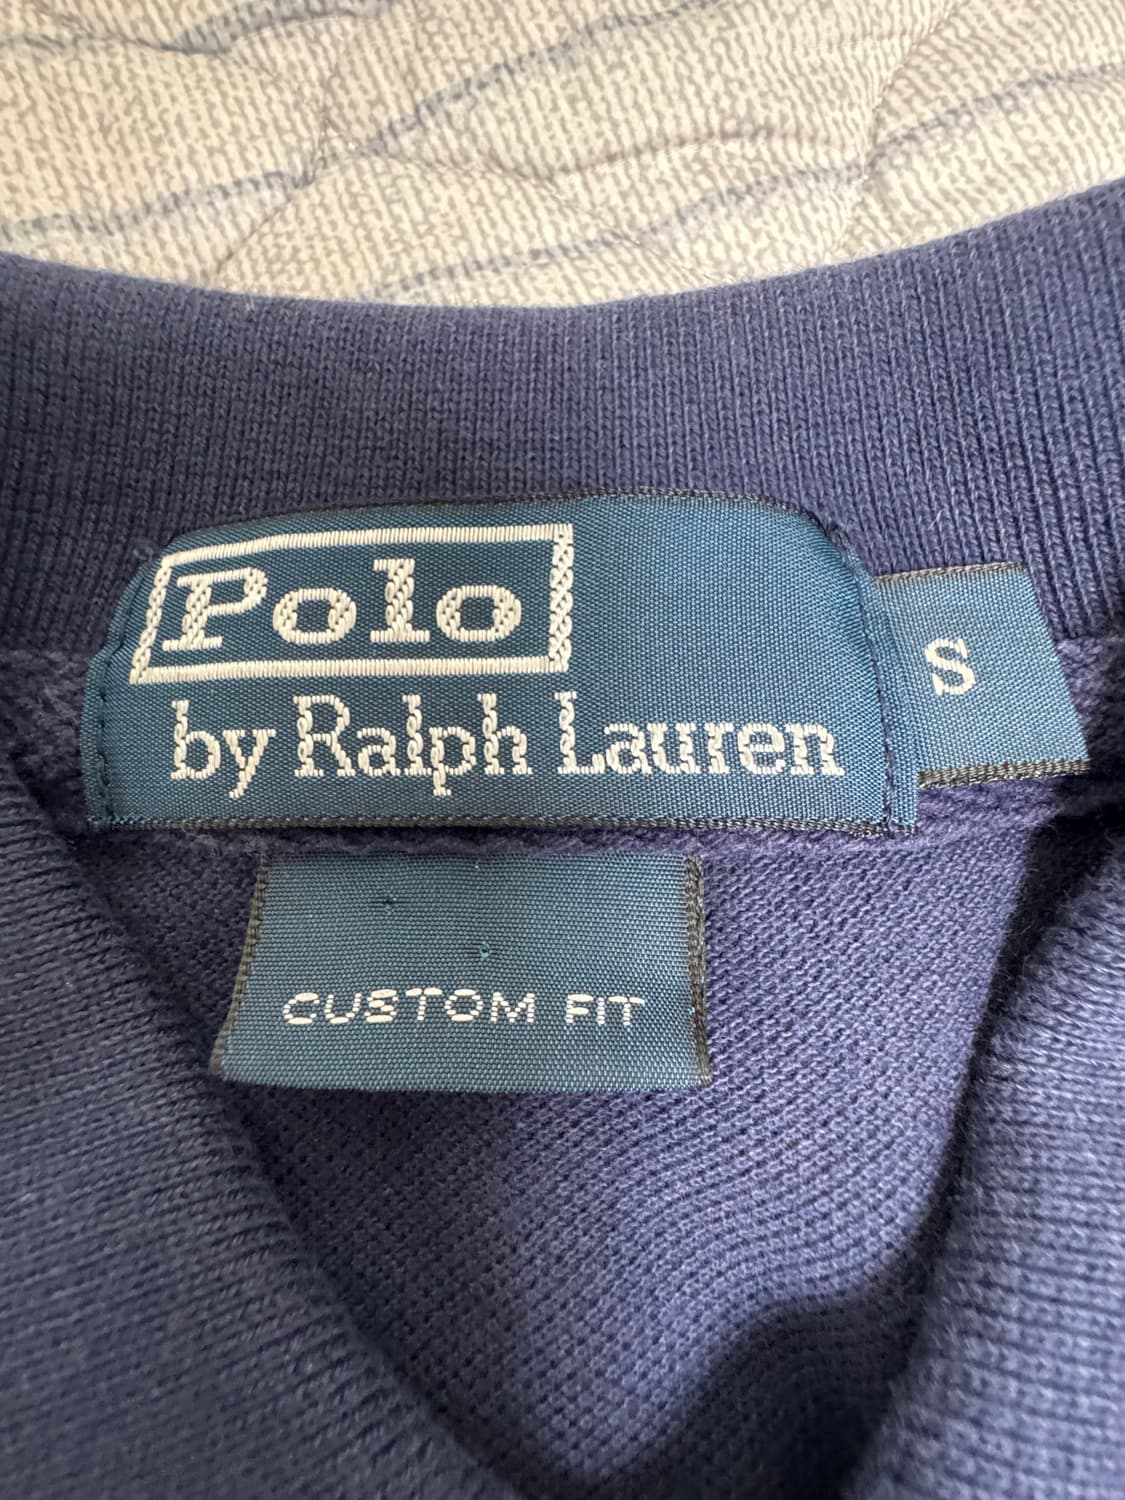 Polo
by Ralph Lauren
S
CUSTOM FIT